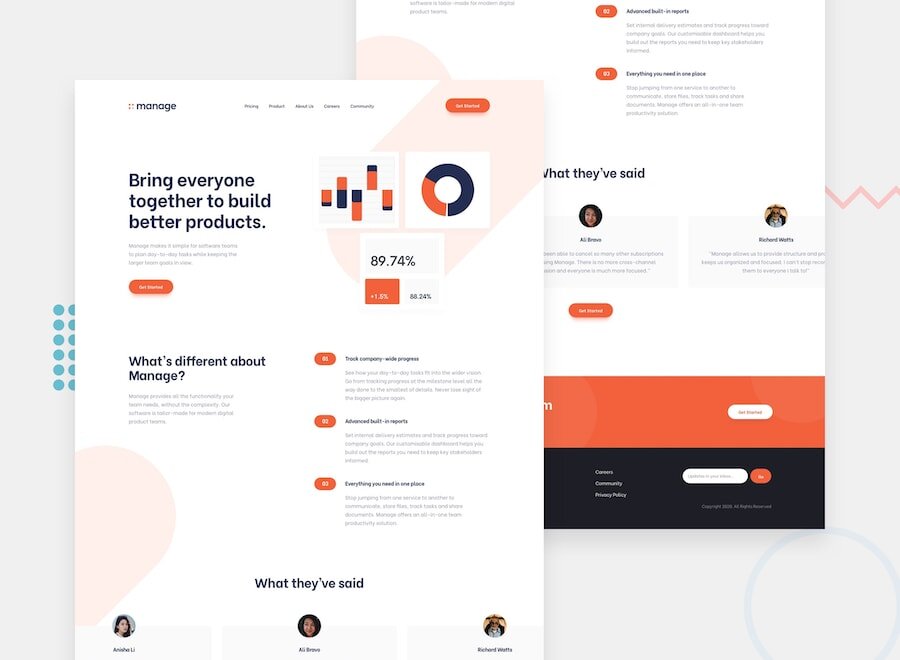 manage
Pricing
Product
About Us
Careers
Community
Get Started
Bring everyone
together to build
better products.
Manage makes it simple for software teams
to plan day-to-day tasks while keeping the
larger team goals in view.
Get Started
89.74%
+1.5%
88.24%
What's different about
Manage?
Manage provides all the functionality your
team needs, without the complexity. Our
software is tailor-made for modern digital
product teams.
01
Track company-wide progress
See how your day-to-day tasks fit into the wider vision.
Go from tracking progress at the milestone level all the
way done to the smallest of details. Never lose sight of
the bigger picture again.
02
Advanced built-in reports
Set internal delivery estimates and track progress toward
company goals. Our customisable dashboard helps you
build out the reports you need to keep key stakeholders
informed.
03
Everything you need in one place
Stop jumping from one service to another to
communicate, store files, track tasks and share
documents. Manage offers an all-in-one team
productivity solution.
What they've said
Anisha Li
Ali Bravo
Richard Watts
software is tailor-made for modern digital
product teams.
02
Advanced built-in reports
Set internal delivery estimates and track progress toward
company goals. Our customisable dashboard helps you
build out the reports you need to keep key stakeholders
informed.
03
Everything you need in one place
Stop jumping from one service to another to
communicate, store files, track tasks and share
documents. Manage offers an all-in-one team
productivity solution.
What they've said
Ali Bravo
been able to cancel so many other subscriptions
using Manage. There is no more cross-channel
and everyone is much more focused."
Richard Watts
"Manage allows us to provide structure and
keeps us organized and focused. I can't stop
them to everyone I talk to!"
Get Started
m
Get Started
Careers
Community
Privacy Policy
Updates in your inbox…
Go
Copyright 2020. All Rights Reserved